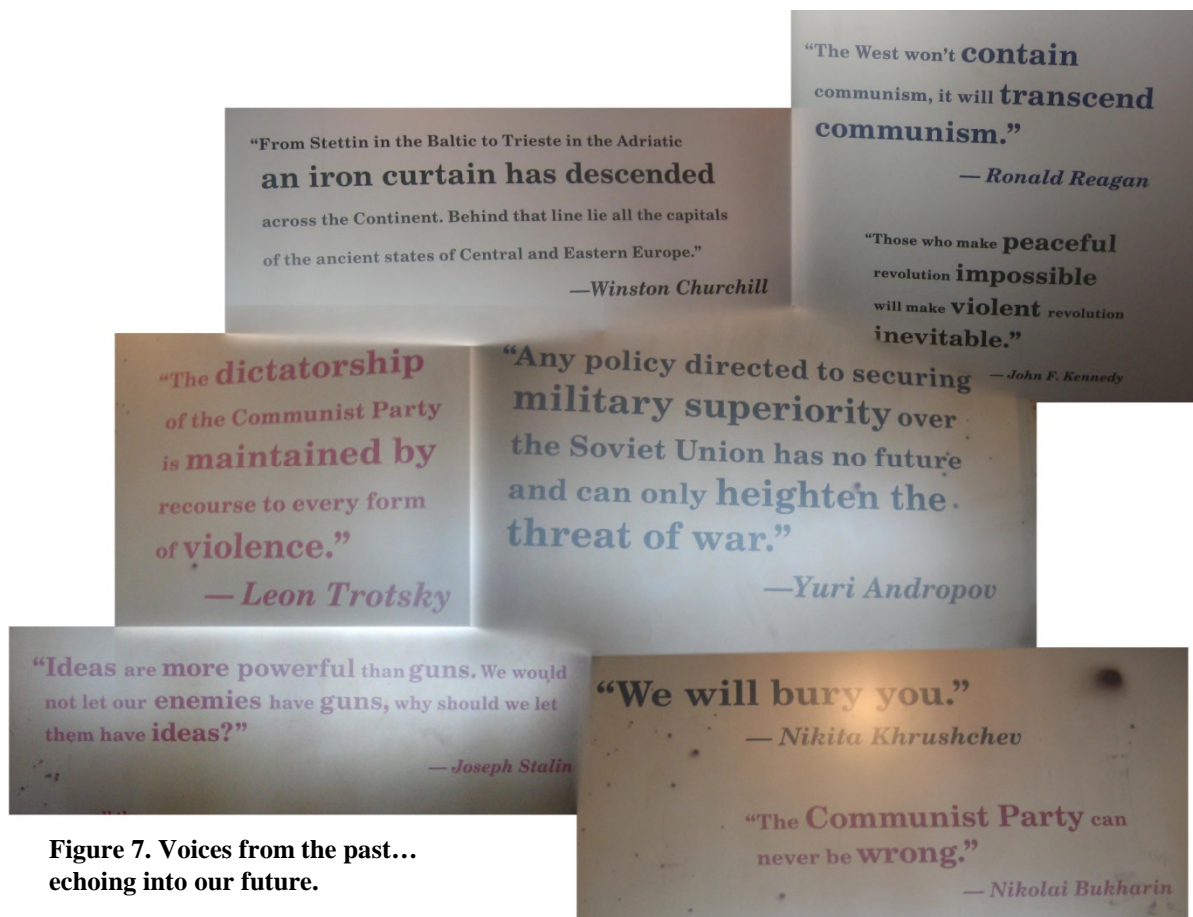 “The West won’t contain
communism, it will transcend
communism.”
— Ronald Reagan
“From Stettin in the Baltic to Trieste in the Adriatic
an iron curtain has descended
across the Continent. Behind that line lie all the capitals
of the ancient states of Central and Eastern Europe.”
—Winston Churchill
“Those who make peaceful
revolution impossible
will make violent revolution
inevitable.”
— John F. Kennedy
“The dictatorship
of the Communist Party
is maintained by
recourse to every form
of violence.”
— Leon Trotsky
“Any policy directed to securing
military superiority over
the Soviet Union has no future
and can only heighten the
threat of war.”
—Yuri Andropov
“Ideas are more powerful than guns. We would
not let our enemies have guns, why should we let
them have ideas?”
— Joseph Stalin
“We will bury you.”
— Nikita Khrushchev
“The Communist Party can
never be wrong.”
— Nikolai Bukharin
Figure 7. Voices from the past…
echoing into our future.